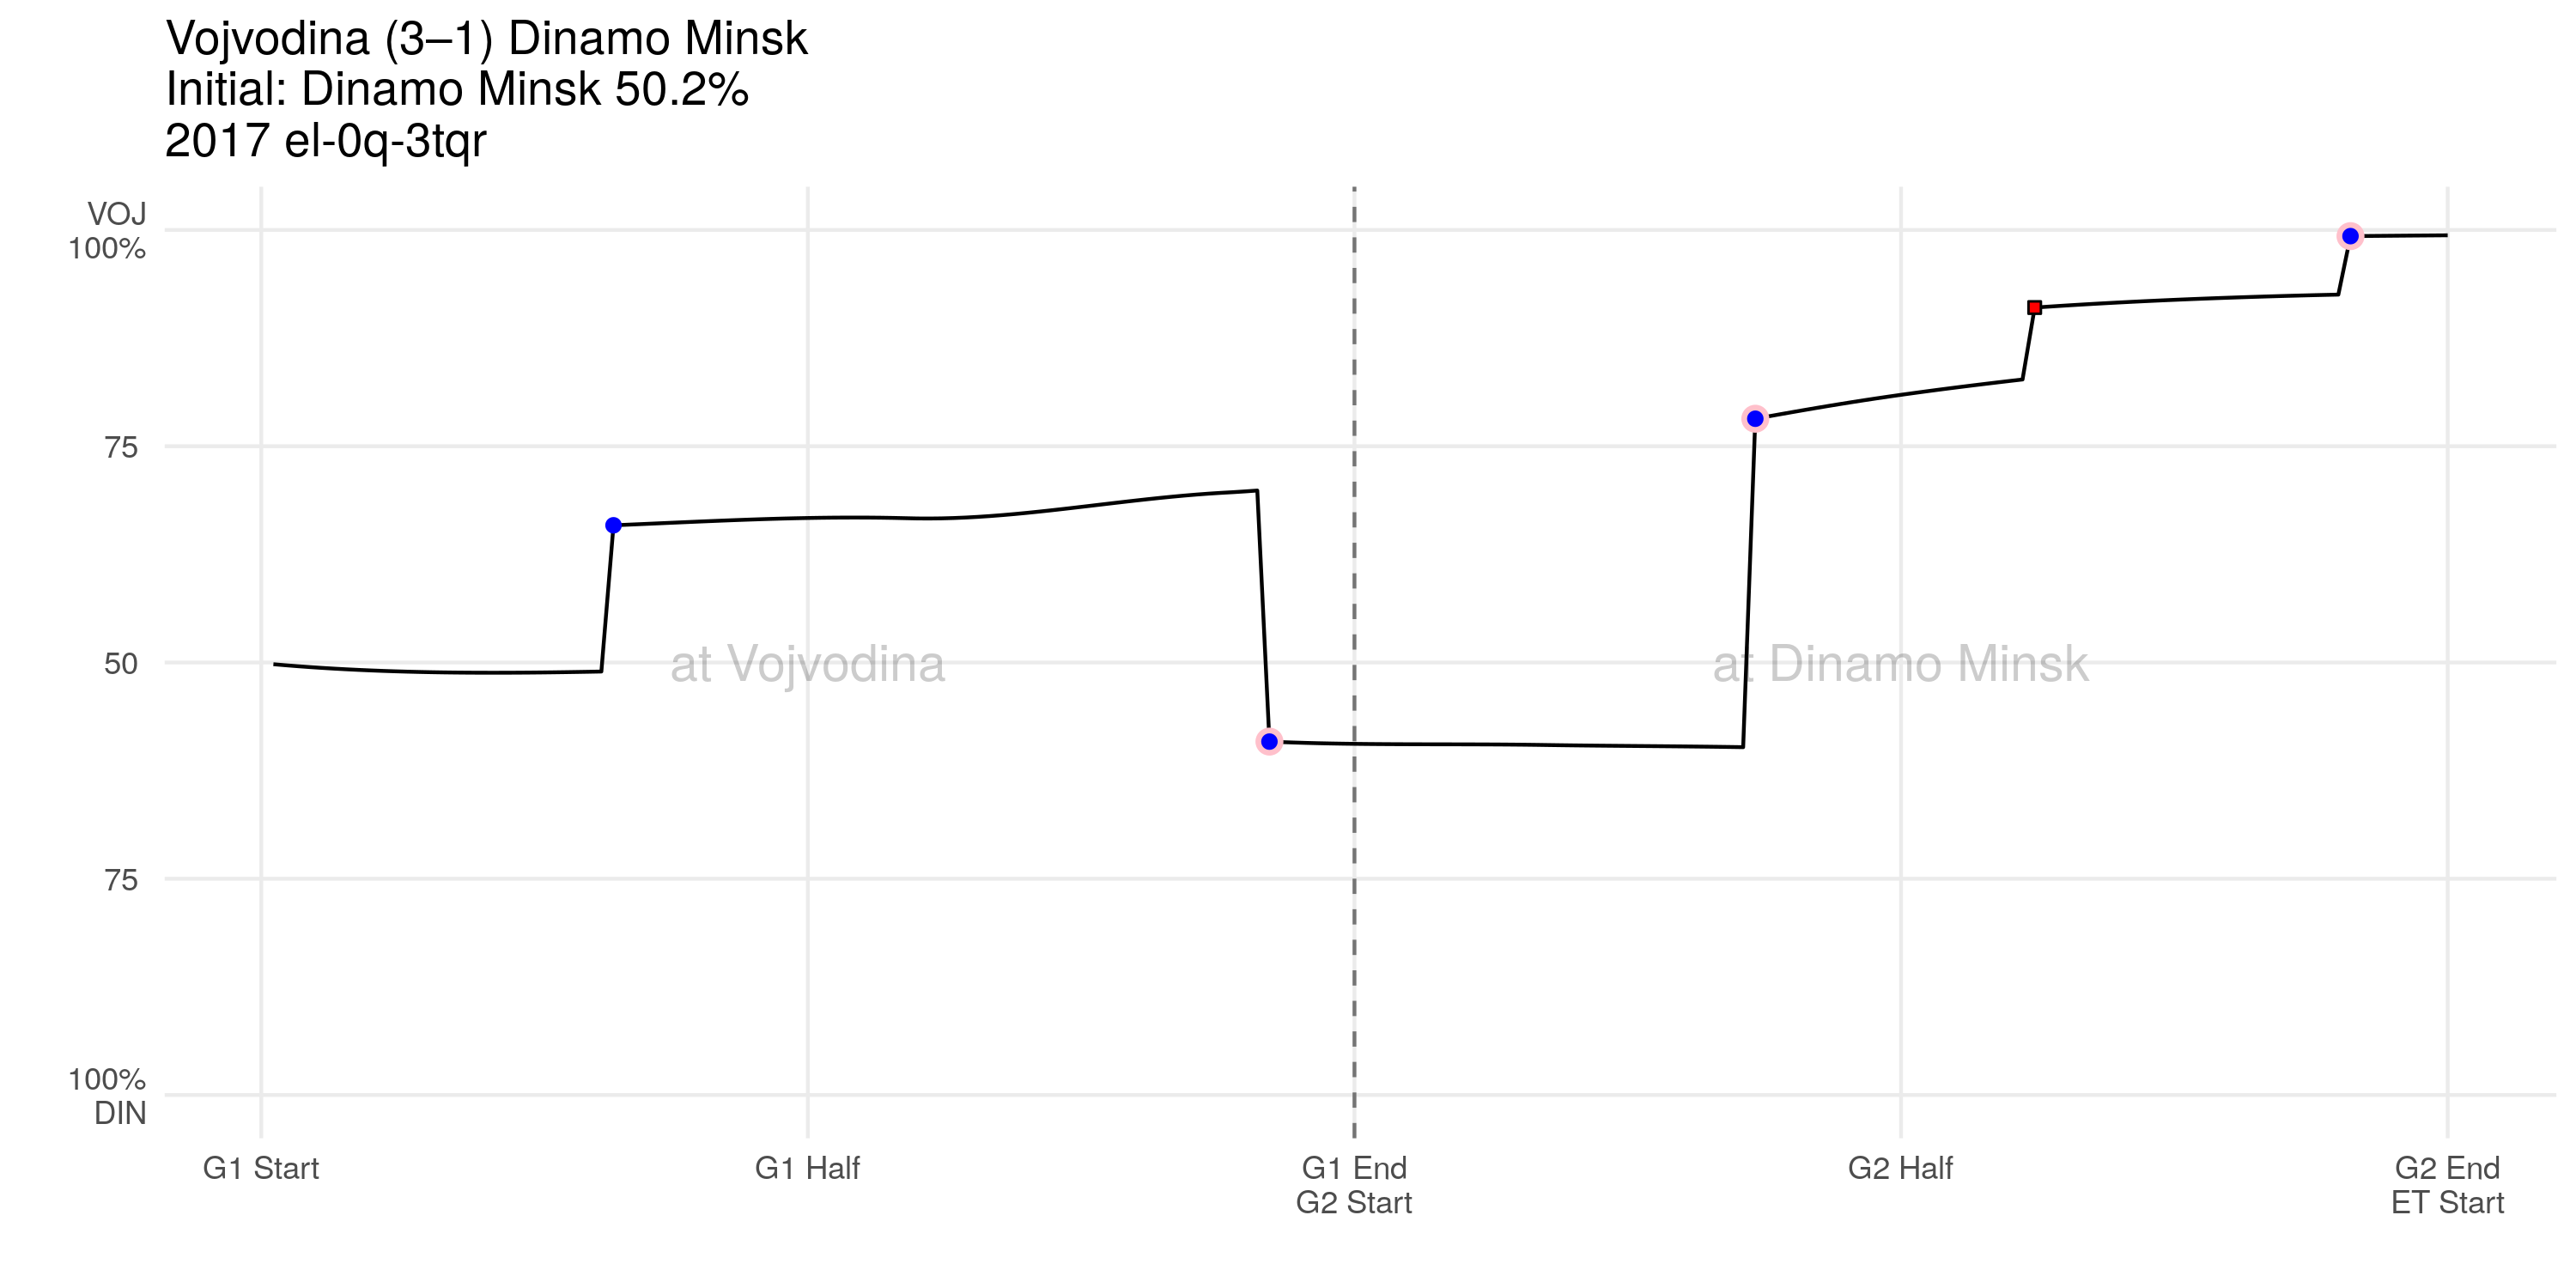 Vojvodina (3–1) Dinamo Minsk
Initial: Dinamo Minsk 50.2%
2017 el-0q-3tqr
VOJ
100%
75
50
75
100%
DIN
at Vojvodina
at Dinamo Minsk
G1 Start
G1 Half
G1 End
G2 Start
G2 Half
G2 End
ET Start